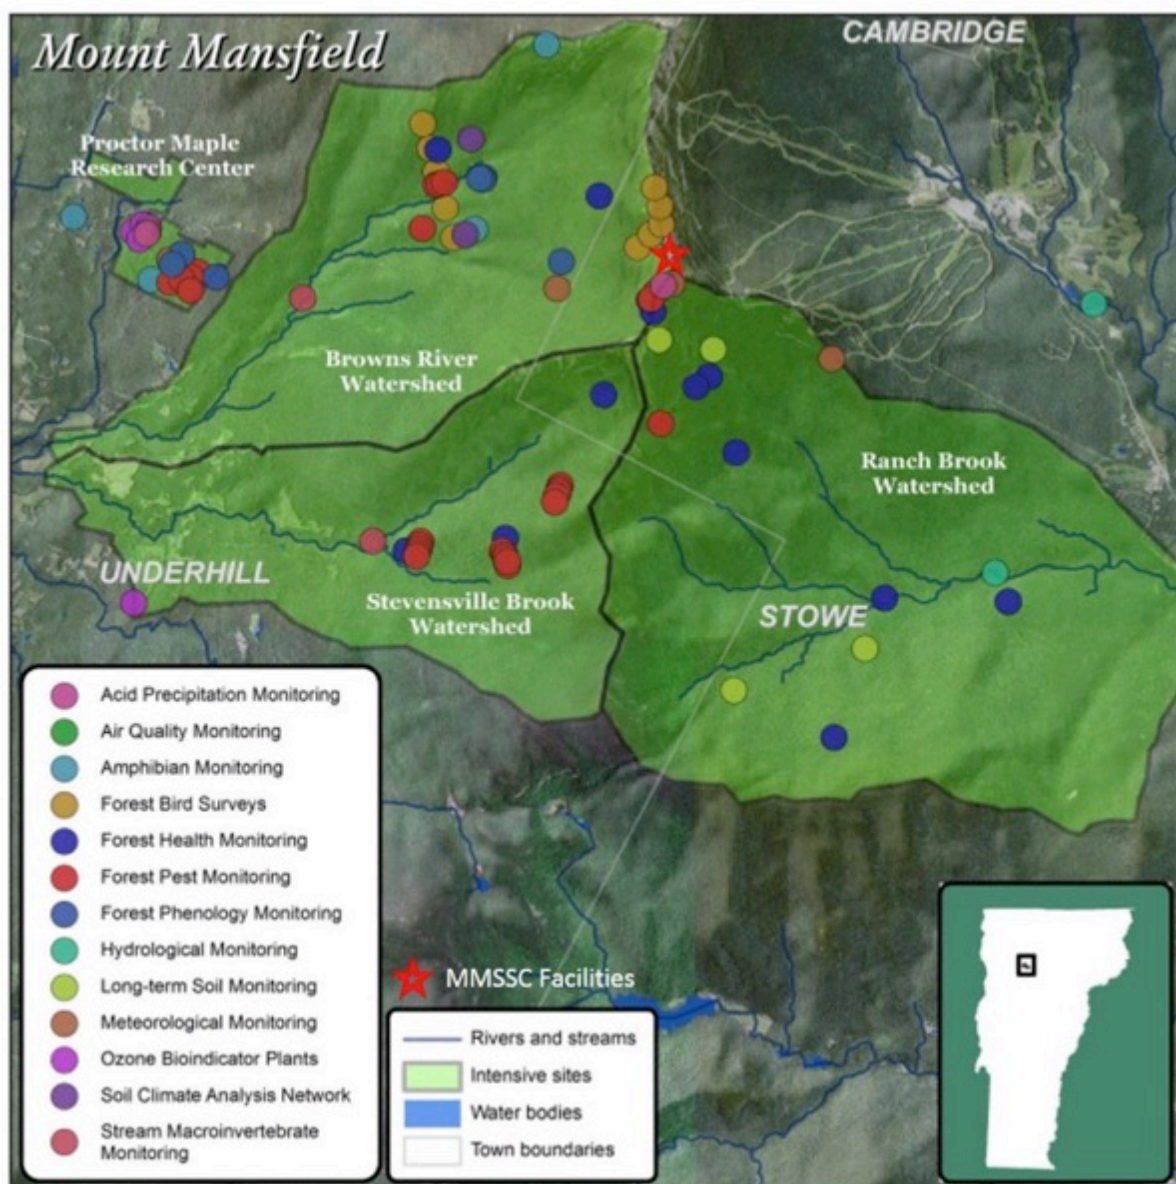 Mount Mansfield
CAMBRIDGE
Proctor Maple
Research Center
Browns River
Watershed
Ranch Brook
Watershed
UNDERHILL
Stevensville Brook
Watershed
STOWE
Acid Precipitation Monitoring
Air Quality Monitoring
Amphibian Monitoring
Forest Bird Surveys
Forest Health Monitoring
Forest Pest Monitoring
Forest Phenology Monitoring
Hydrological Monitoring
Long-term Soil Monitoring
Meteorological Monitoring
Ozone Bioindicator Plants
Soil Climate Analysis Network
Stream Macroinvertebrate
Monitoring
MMSSC Facilities
Rivers and streams
Intensive sites
Water bodies
Town boundaries